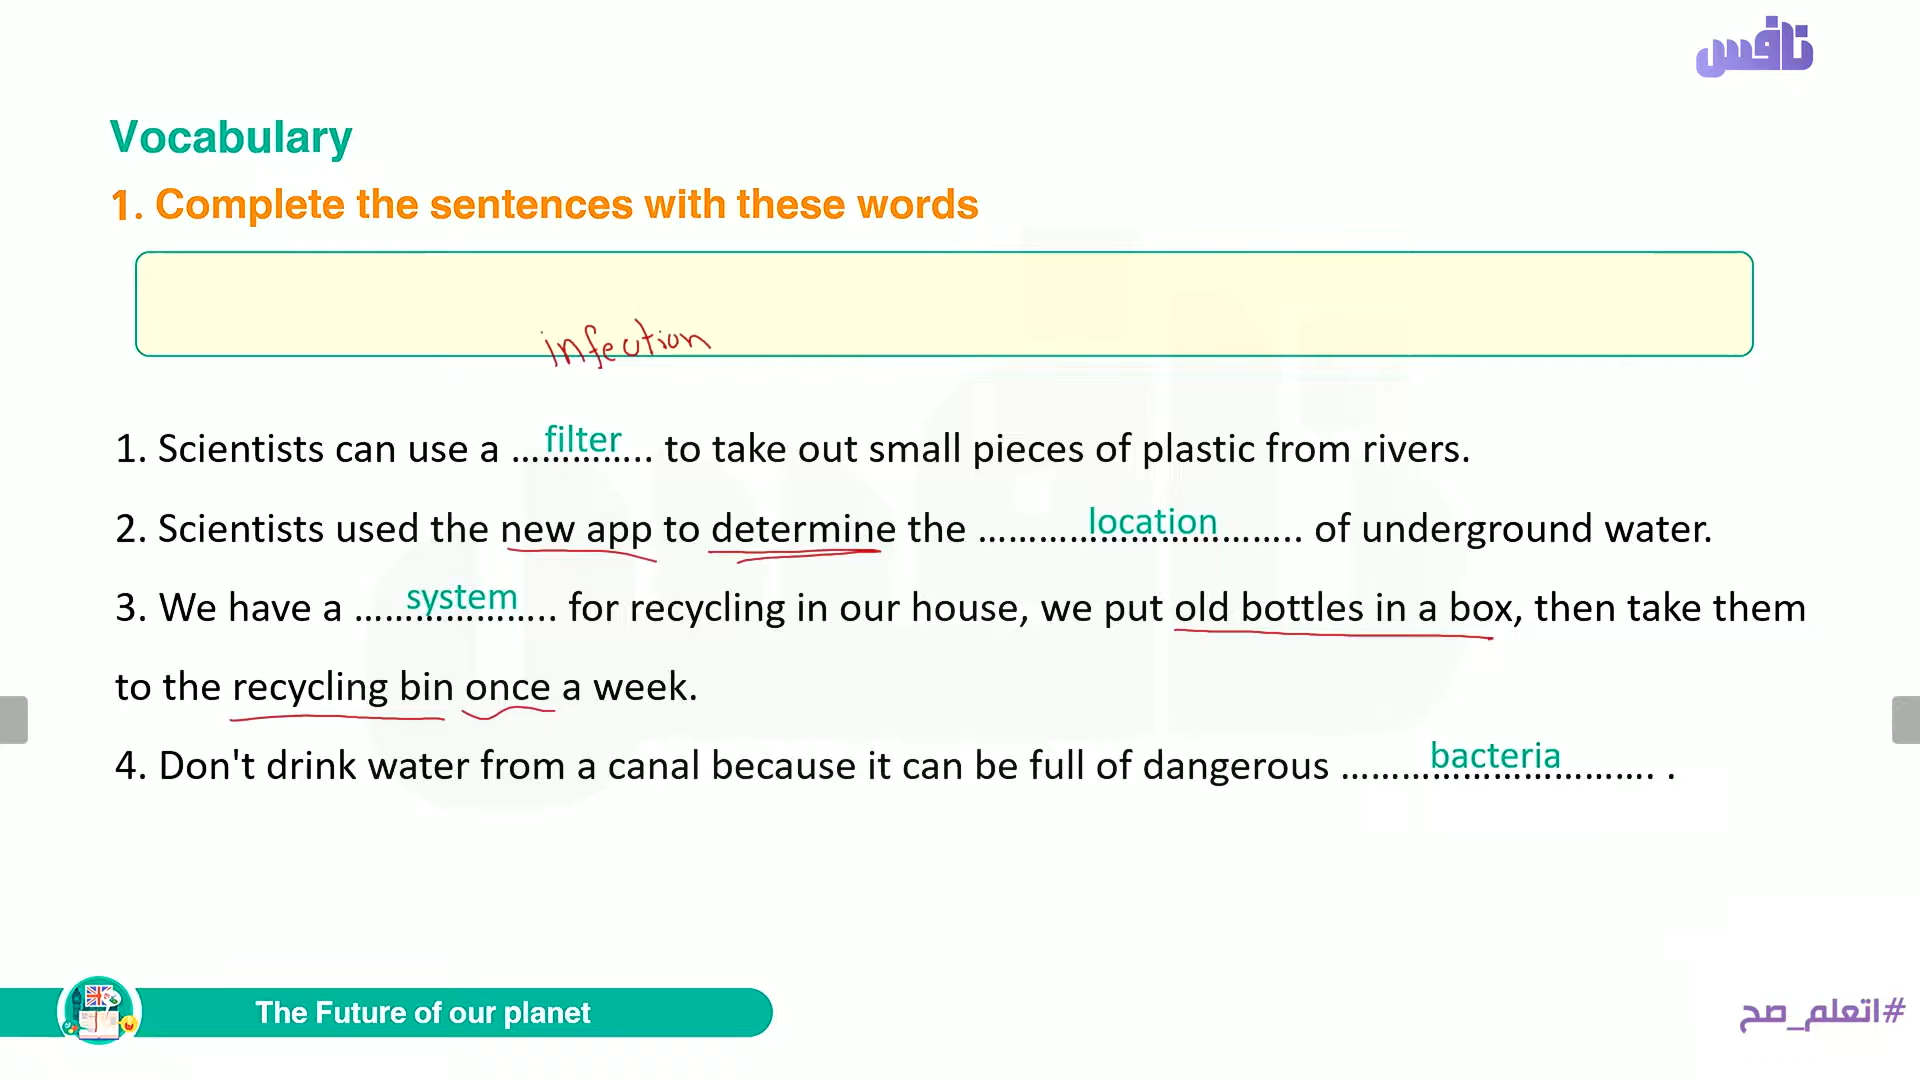 نافس
Vocabulary
1. Complete the sentences with these words
infection
1. Scientists can use a ....filter.... to take out small pieces of plastic from rivers.
2. Scientists used the new app to determine the ........location........ of underground water.
3. We have a ....system.... for recycling in our house, we put old bottles in a box, then take them
to the recycling bin once a week.
4. Don't drink water from a canal because it can be full of dangerous ........bacteria........ .
The Future of our planet
#اتعلم_صح